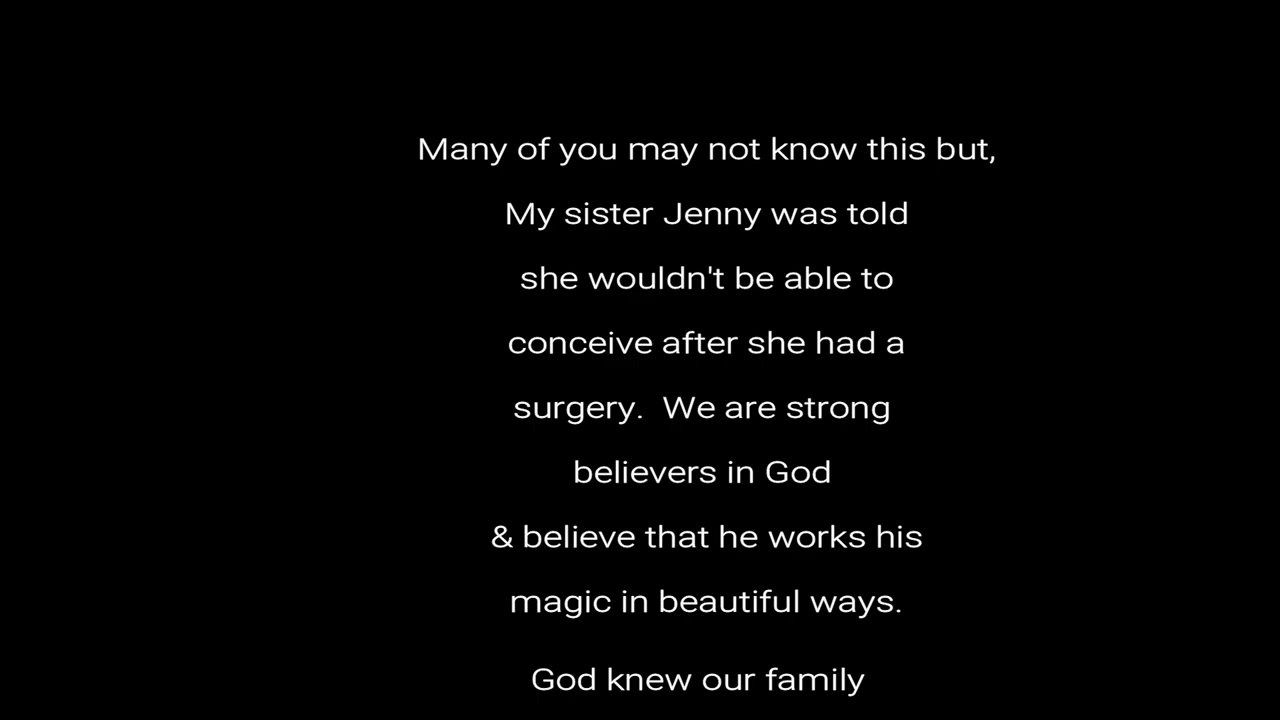 Many of you may not know this but,
My sister Jenny was told
she wouldn't be able to
conceive after she had a
surgery.  We are strong
believers in God
& believe that he works his
magic in beautiful ways.
God knew our family